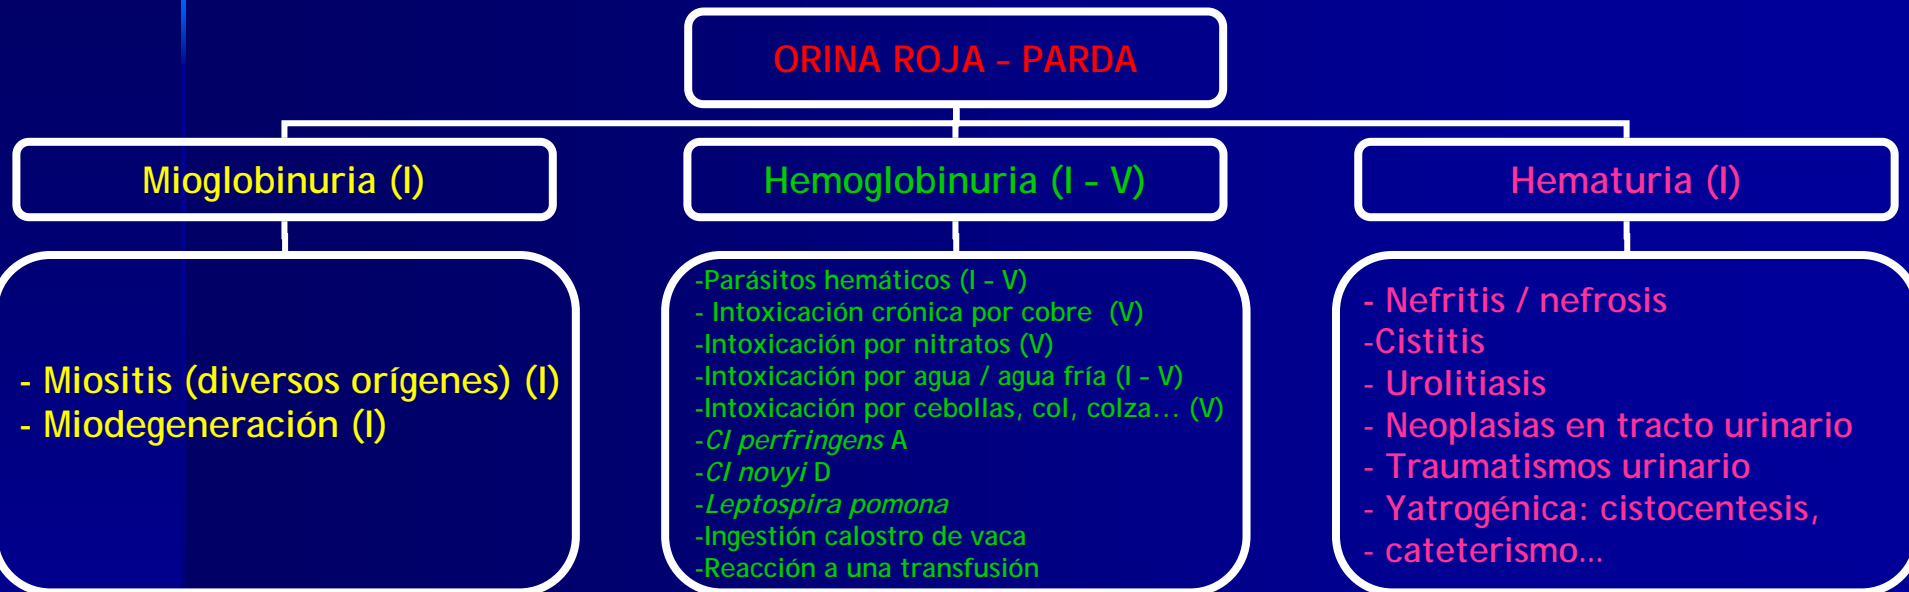 ORINA ROJA - PARDA
Mioglobinuria (I)
- Miositis (diversos orígenes) (I)
- Miodegeneración (I)
Hemoglobinuria (I - V)
-Parásitos hemáticos (I - V)
- Intoxicación crónica por cobre (V)
-Intoxicación por nitratos (V)
-Intoxicación por agua / agua fría (I - V)
-Intoxicación por cebollas, col, colza... (V)
-Cl perfringens A
-Cl novyi D
-Leptospira pomona
-Ingestión calostro de vaca
-Reacción a una transfusión
Hematuria (I)
- Nefritis / nefrosis
-Cistitis
- Urolitiasis
- Neoplasias en tracto urinario
- Traumatismos urinario
- Yatrogénica: cistocentesis,
- cateterismo...